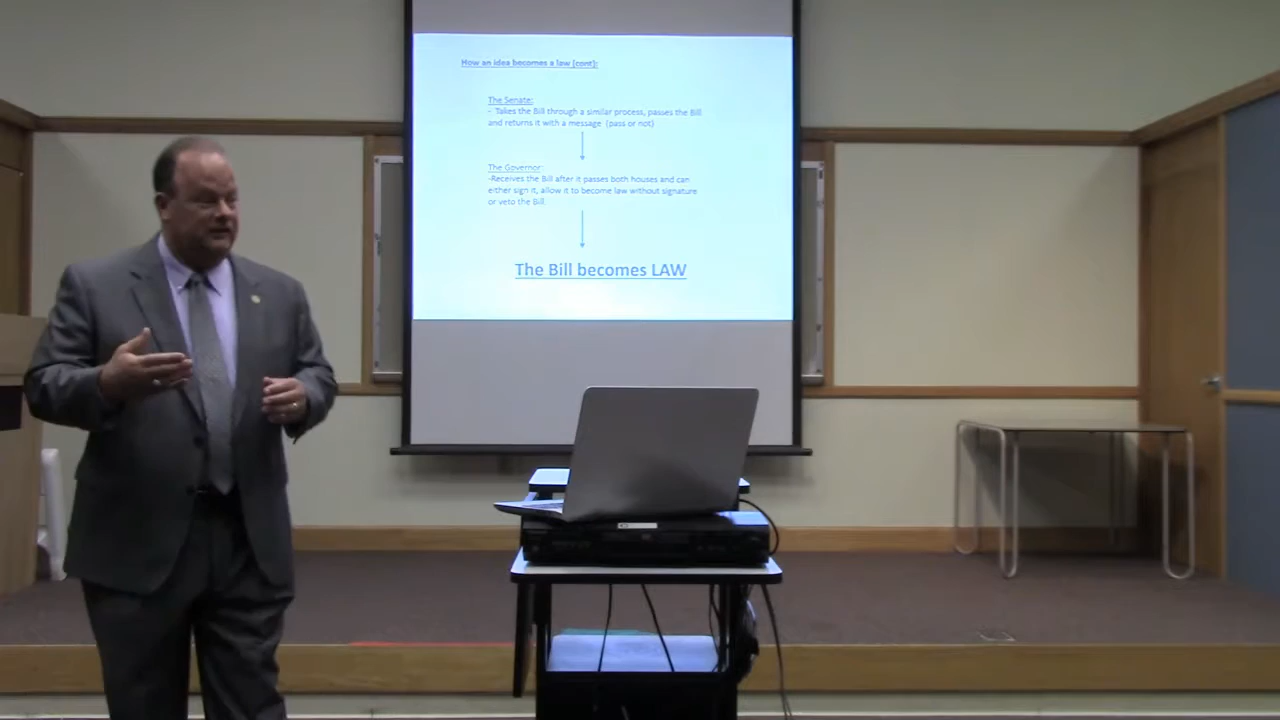 How an idea becomes a law (cont):
The Senate:
- Takes the Bill through a similar process, passes the Bill
and returns it with a message (pass or not)
The Governor:
-Receives the Bill after it passes both houses and can
either sign it, allow it to become law without signature
or veto the Bill.
The Bill becomes LAW